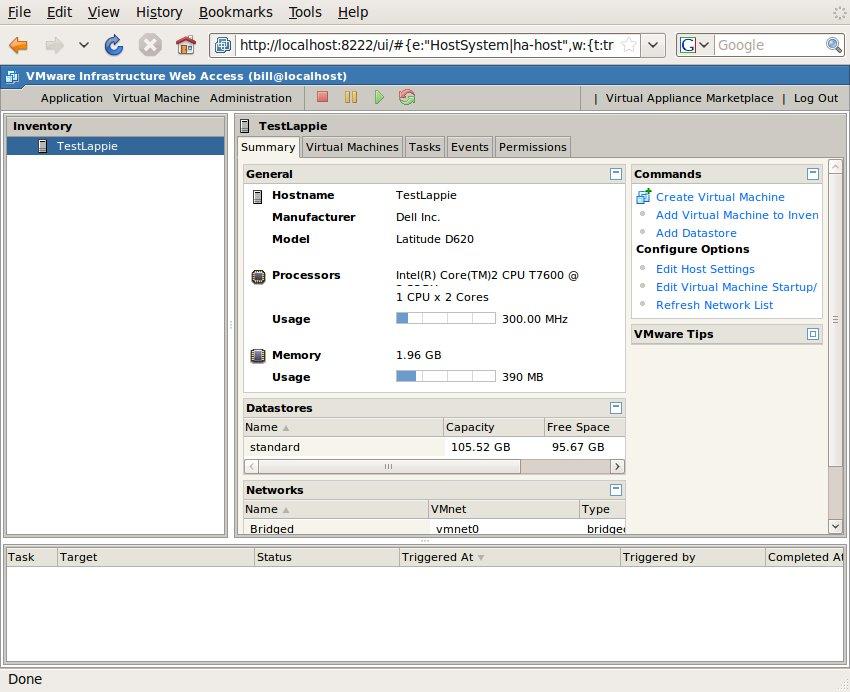 File Edit View History Bookmarks Tools Help
http://localhost:8222/ui/#{e:"HostSystem|ha-host",w:{t:tr
Google
VMware Infrastructure Web Access (bill@localhost)
Application Virtual Machine Administration | Virtual Appliance Marketplace | Log Out
Inventory
TestLappie
TestLappie
Summary Virtual Machines Tasks Events Permissions
General
Hostname TestLappie
Manufacturer Dell Inc.
Model Latitude D620
Processors Intel(R) Core(TM)2 CPU T7600 @
1 CPU x 2 Cores
Usage 300.00 MHz
Memory 1.96 GB
Usage 390 MB
Datastores
Name Capacity Free Space
standard 105.52 GB 95.67 GB
Networks
Name VMnet Type
Bridged vmnet0 bridge
Commands
Create Virtual Machine
Add Virtual Machine to Inven
Add Datastore
Configure Options
Edit Host Settings
Edit Virtual Machine Startup/
Refresh Network List
VMware Tips
Task Target Status Triggered At Triggered by Completed At
Done